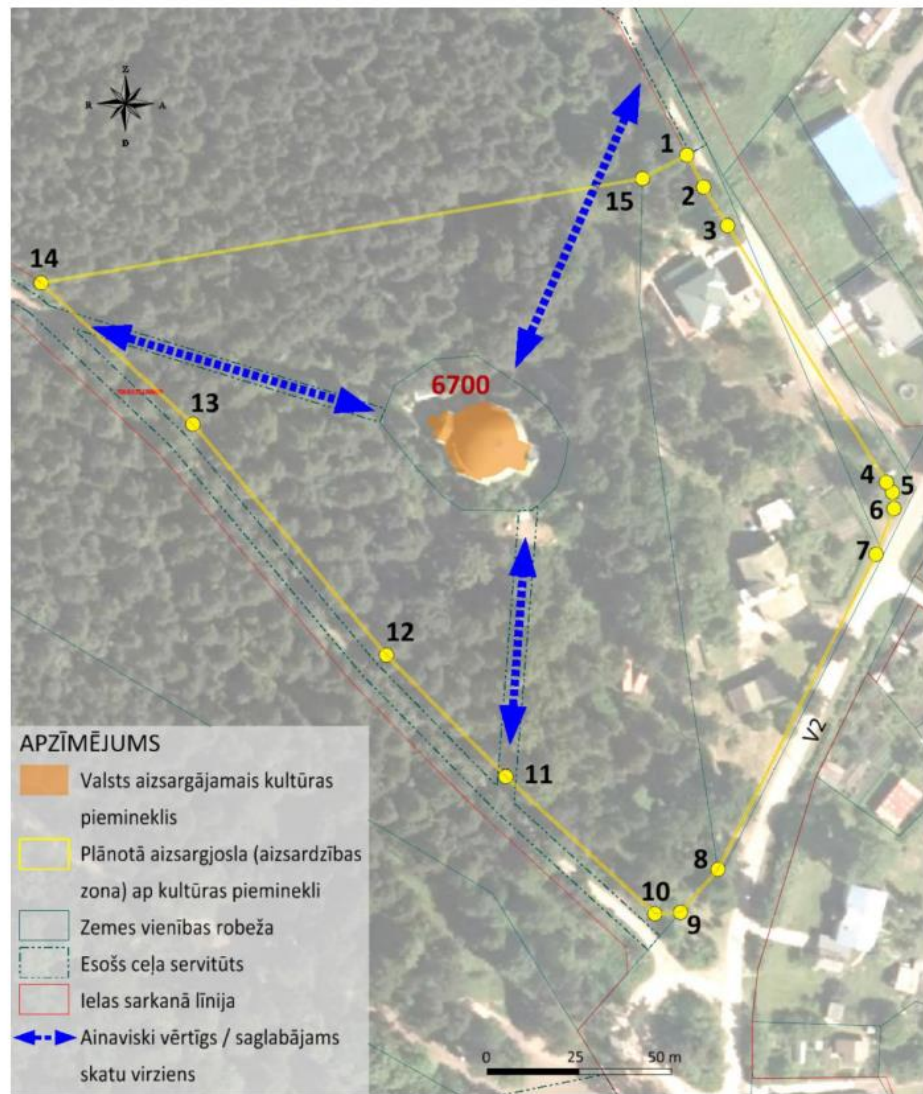 Z
R A
D
1
2
15
3
14
6700
13
4
5
6
7
12
V2
11
8
10
9
APZĪMĒJUMS
Valsts aizsargājamais kultūras
piemineklis
Plānotā aizsargjosla (aizsardzības
zona) ap kultūras pieminekli
Zemes vienības robeža
Esošs ceļa servitūts
Ielas sarkanā līnija
Ainaviski vērtīgs / saglabājams
skatu virziens
0 25 50 m